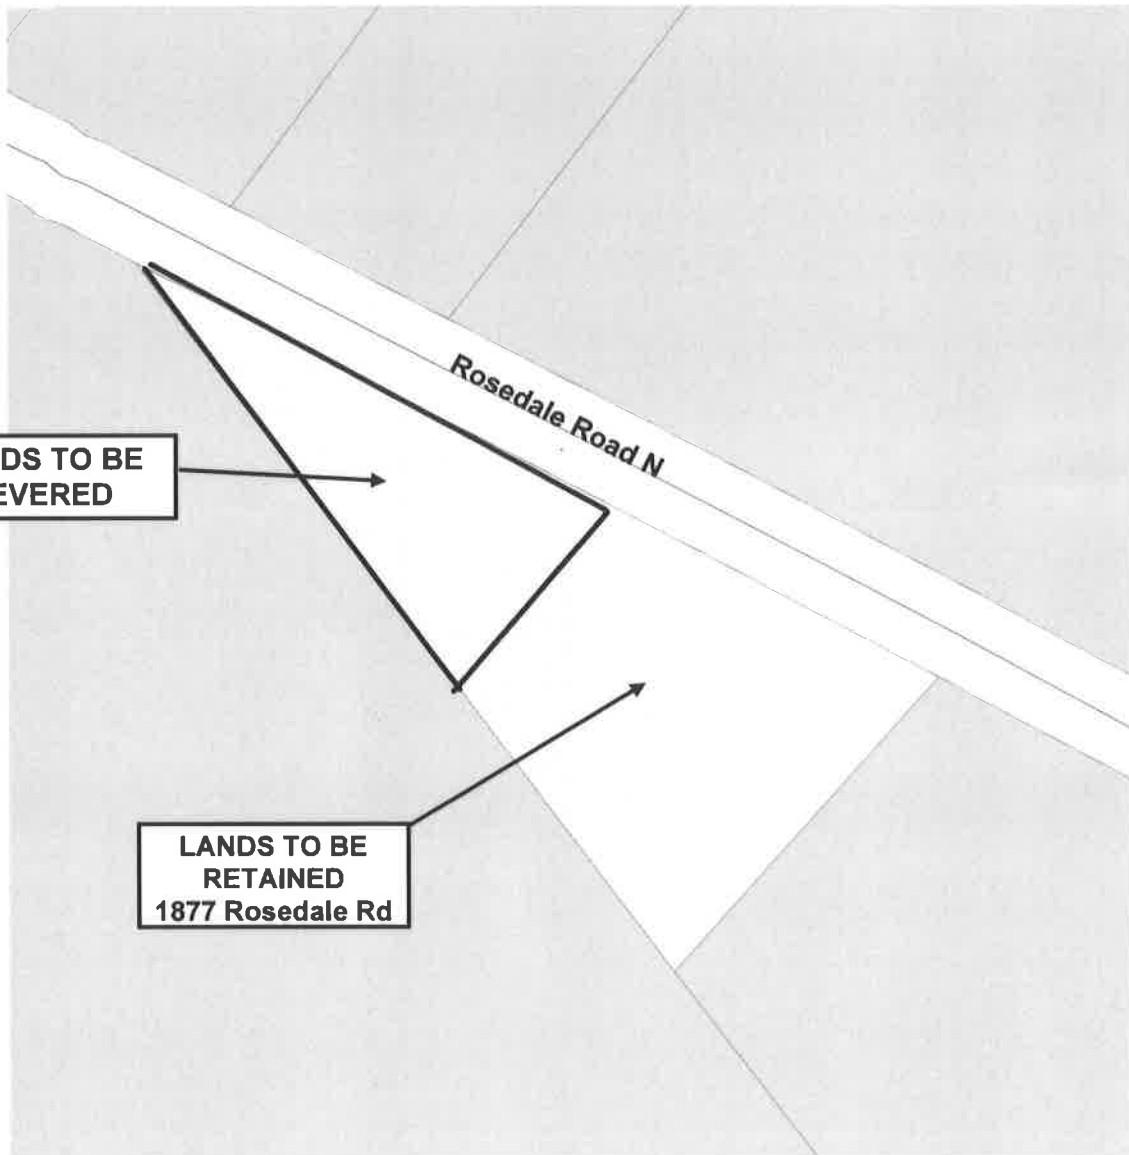 Rosedale Road N
DS TO BE
EVERED
LANDS TO BE
RETAINED
1877 Rosedale Rd